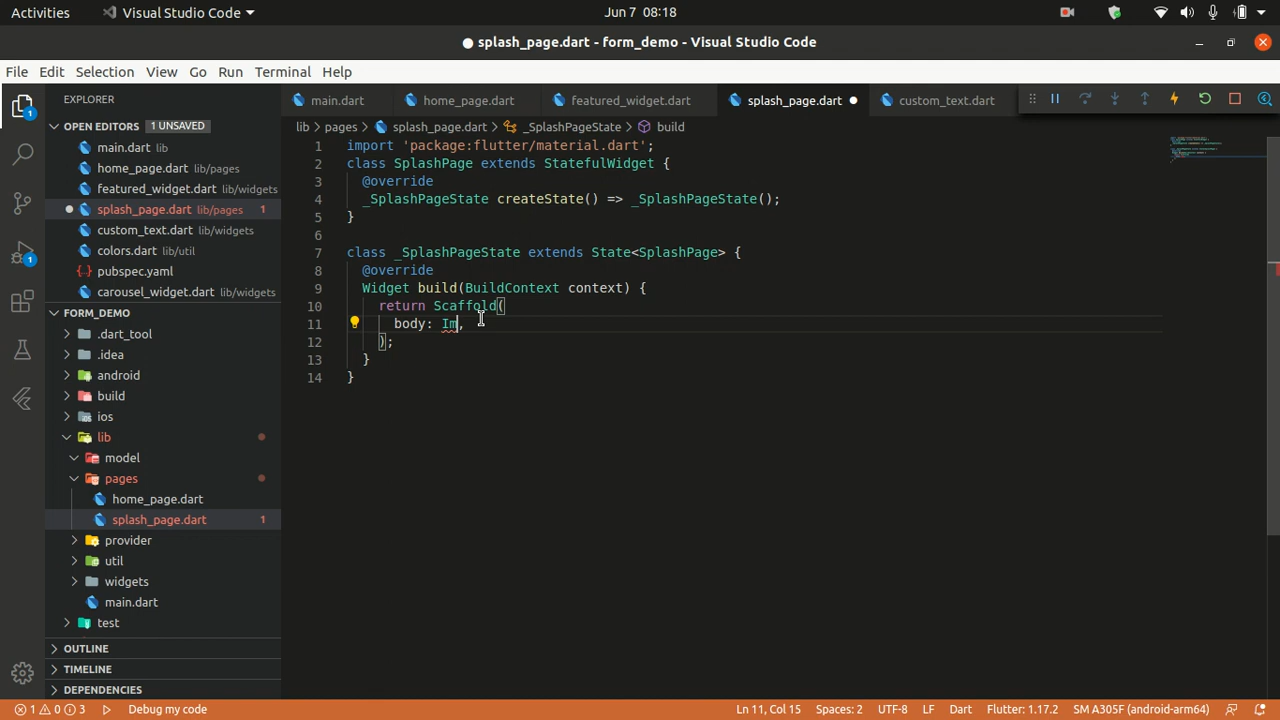 Activities
Visual Studio Code
Jun 7 08:18
● splash_page.dart - form_demo - Visual Studio Code
File Edit Selection View Go Run Terminal Help
EXPLORER
OPEN EDITORS 1 UNSAVED
main.dart lib
home_page.dart lib/pages
featured_widget.dart lib/widgets
splash_page.dart lib/pages 1
custom_text.dart lib/widgets
colors.dart lib/util
pubspec.yaml
carousel_widget.dart lib/widgets
FORM_DEMO
.dart_tool
.idea
android
build
ios
lib
model
pages
home_page.dart
splash_page.dart 1
provider
util
widgets
main.dart
test
OUTLINE
TIMELINE
DEPENDENCIES
1
1
main.dart
home_page.dart
featured_widget.dart
splash_page.dart ●
custom_text.dart
lib > pages > splash_page.dart > _SplashPageState > build
1 import 'package:flutter/material.dart';
2 class SplashPage extends StatefulWidget {
3 @override
4 _SplashPageState createState() => _SplashPageState();
5 }
6
7 class _SplashPageState extends State<SplashPage> {
8 @override
9 Widget build(BuildContext context) {
10 return Scaffold(
11 body: Im,
12 );
13 }
14 }
1 0 3 Debug my code Ln 11, Col 15 Spaces: 2 UTF-8 LF Dart Flutter: 1.17.2 SM A305F (android-arm64)